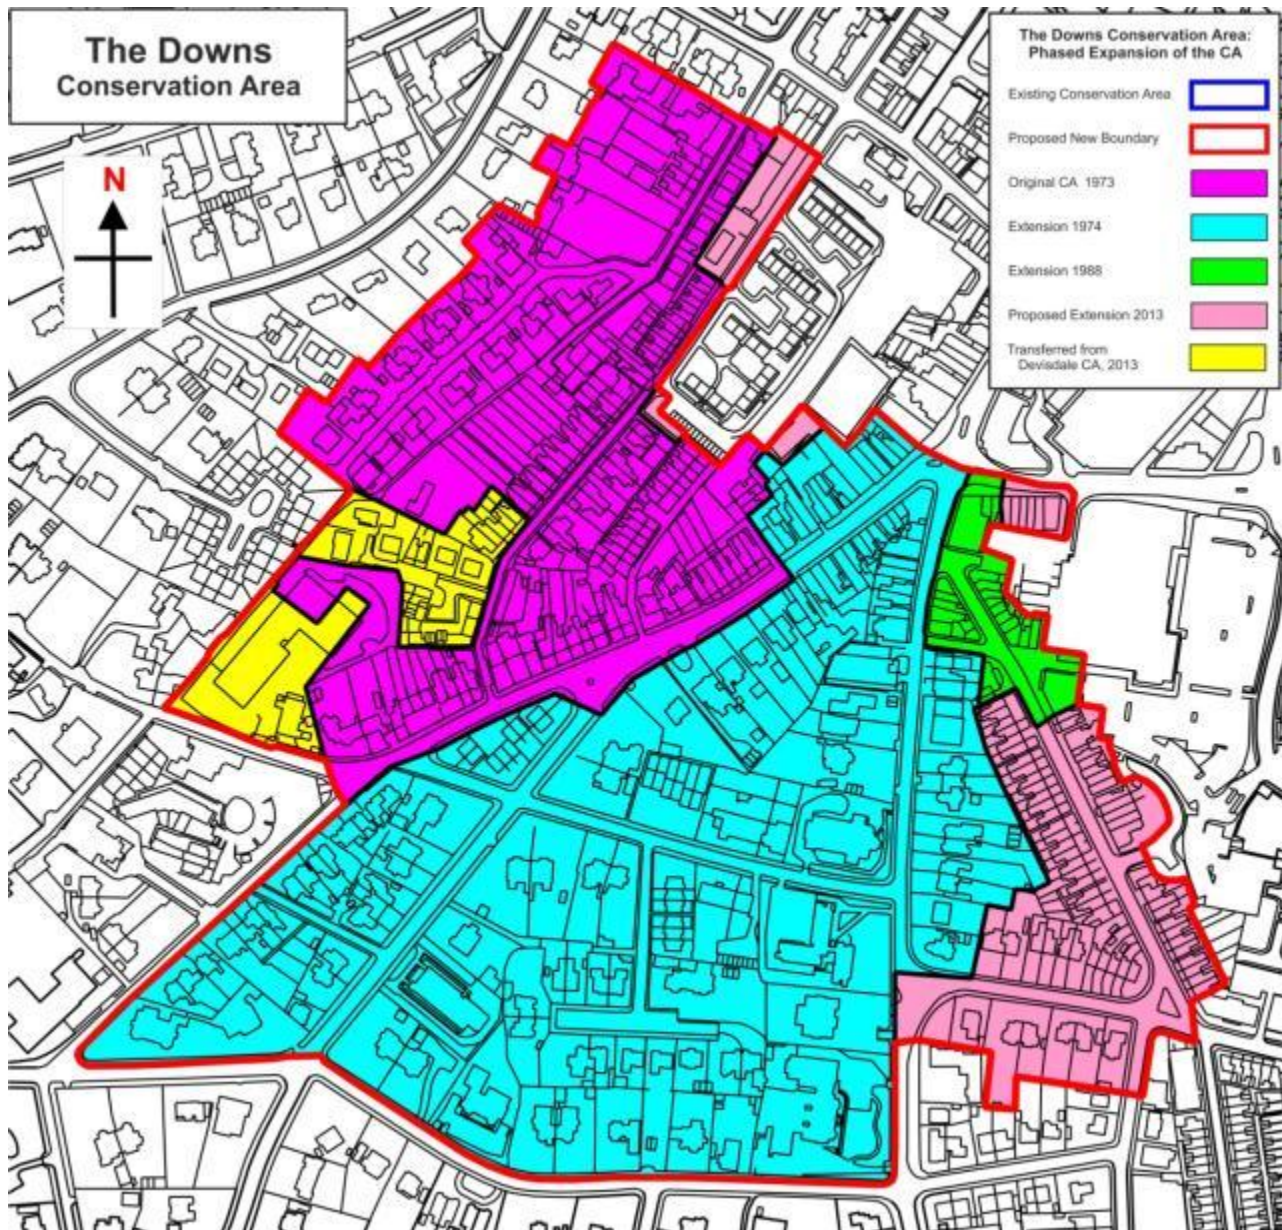 The Downs
Conservation Area
N
The Downs Conservation Area:
Phased Expansion of the CA
Existing Conservation Area
Proposed New Boundary
Original CA 1973
Extension 1974
Extension 1988
Proposed Extension 2013
Transferred from
Devisdale CA, 2013